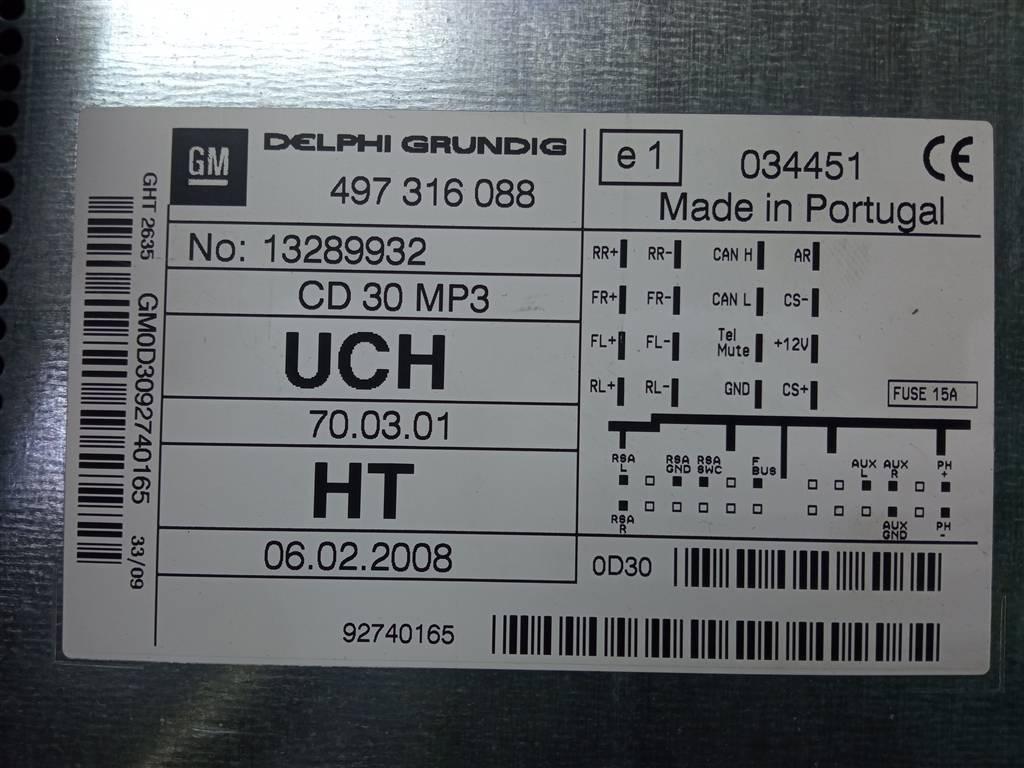 GHT 2635 GM0D3092740165 33/09
GM
DELPHI GRUNDIG
497 316 088
No: 13289932
CD 30 MP3
UCH
70.03.01
HT
06.02.2008
e 1
034451 CE
Made in Portugal
RR+ RR- CAN H AR
FR+ FR- CAN L CS-
FL+ FL- Tel Mute +12V
RL+ RL- GND CS+
FUSE 15A
RSA L RSA GND RSA SWC F BUS AUX L AUX R PH +
RSA R AUX GND PH -
0D30
92740165